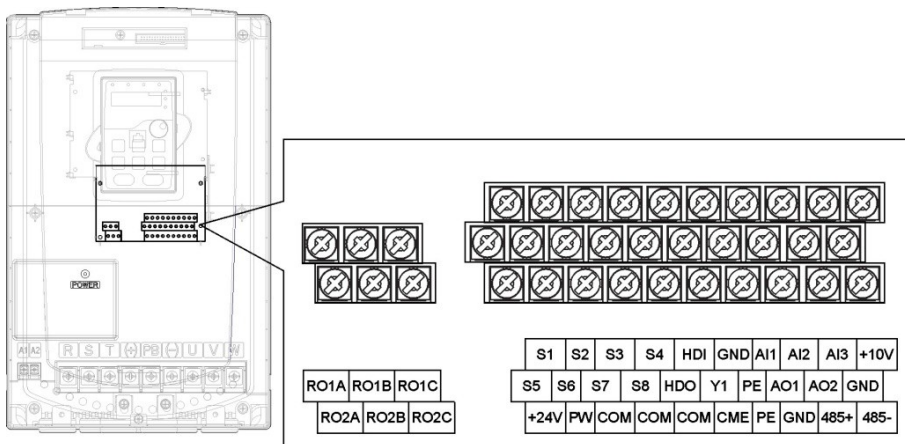 POWER
A1 A2 R S T (+) PB (-) U V W
RO1A RO1B RO1C
RO2A RO2B RO2C
S1 S2 S3 S4 HDI GND AI1 AI2 AI3 +10V
S5 S6 S7 S8 HDO Y1 PE AO1 AO2 GND
+24V PW COM COM COM CME PE GND 485+ 485-